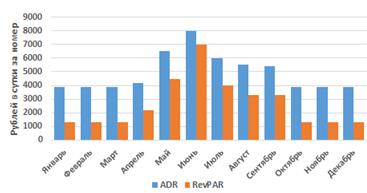 Рублей в сутки за номер
9000
8000
7000
6000
5000
4000
3000
2000
1000
0
Январь
Февраль
Март
Апрель
Май
Июнь
Июль
Август
Сентябрь
Октябрь
Ноябрь
Декабрь
ADR
RevPAR